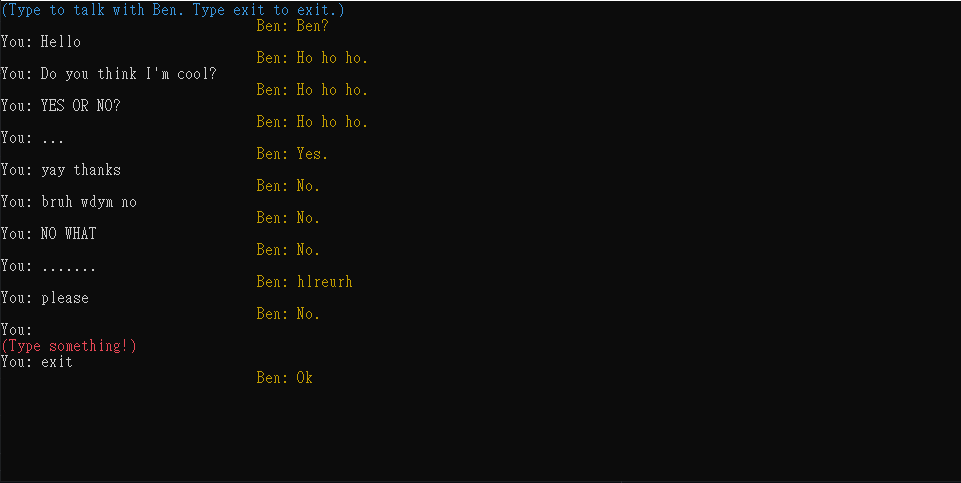 (Type to talk with Ben. Type exit to exit.)
Ben: Ben?
You: Hello
Ben: Ho ho ho.
You: Do you think I'm cool?
Ben: Ho ho ho.
You: YES OR NO?
Ben: Ho ho ho.
You: ...
Ben: Yes.
You: yay thanks
Ben: No.
You: bruh wdym no
Ben: No.
You: NO WHAT
Ben: No.
You: .......
Ben: hlreurh
You: please
Ben: No.
You:
(Type something!)
You: exit
Ben: Ok